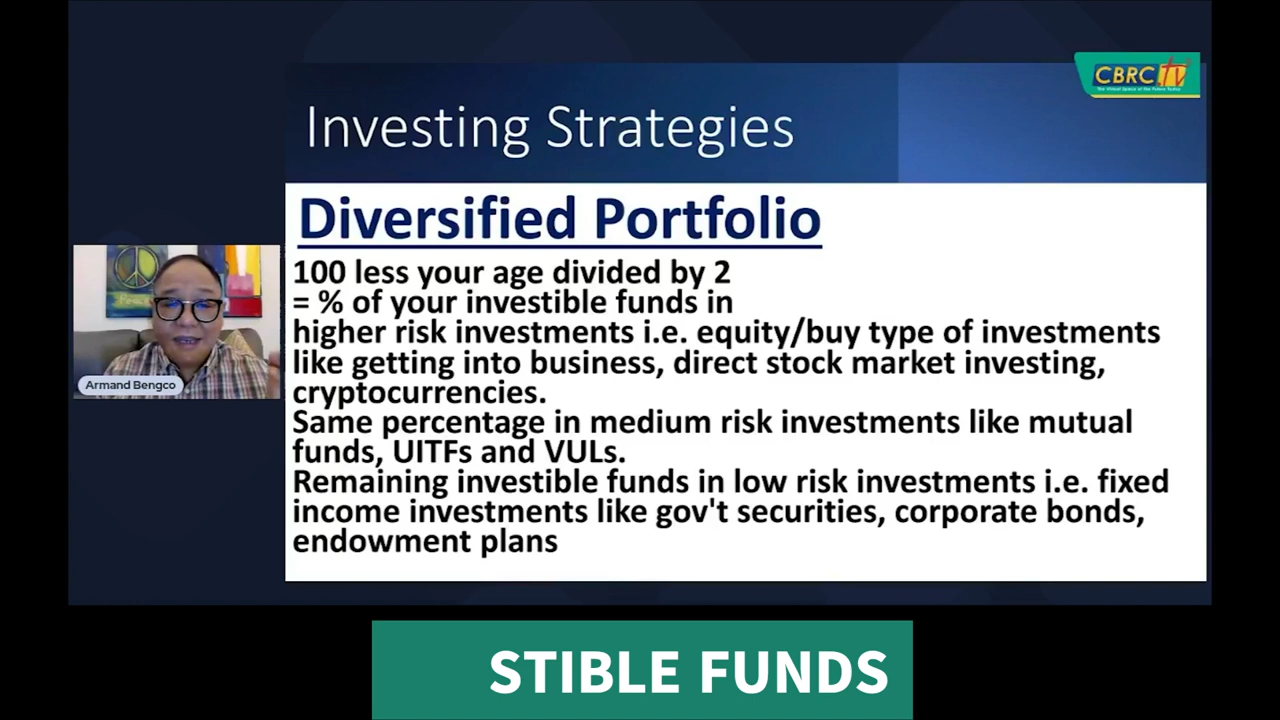 CBRC TV
Investing Strategies
Diversified Portfolio
100 less your age divided by 2
= % of your investible funds in
higher risk investments i.e. equity/buy type of investments
like getting into business, direct stock market investing,
cryptocurrencies.
Same percentage in medium risk investments like mutual
funds, UITFs and VULs.
Remaining investible funds in low risk investments i.e. fixed
income investments like gov't securities, corporate bonds,
endowment plans
Armand Bengco
STIBLE FUNDS